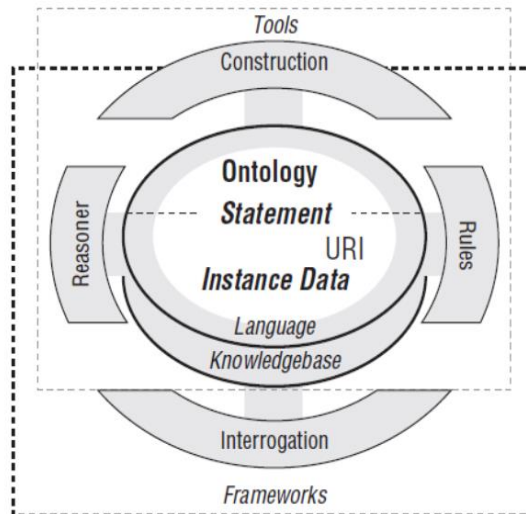 Tools
Construction
Ontology
Statement
URI
Instance Data
Reasoner
Rules
Language
Knowledgebase
Interrogation
Frameworks